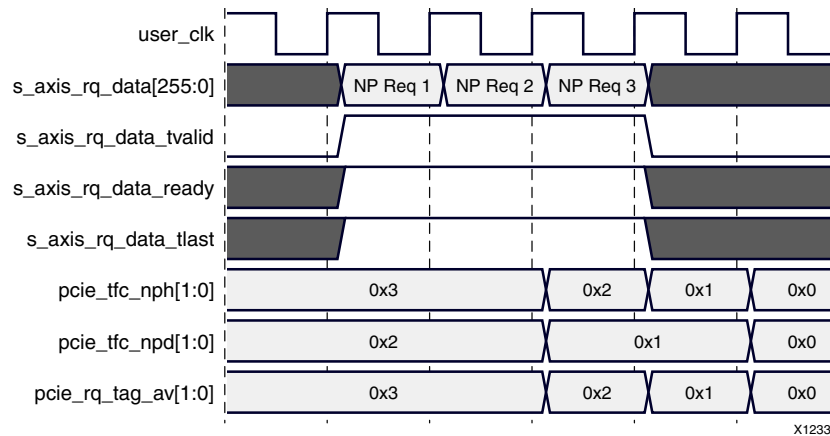 user_clk
s_axis_rq_data[255:0] NP Req 1 NP Req 2 NP Req 3
s_axis_rq_data_tvalid
s_axis_rq_data_ready
s_axis_rq_data_tlast
pcie_tfc_nph[1:0] 0x3 0x2 0x1 0x0
pcie_tfc_npd[1:0] 0x2 0x1 0x0
pcie_rq_tag_av[1:0] 0x3 0x2 0x1 0x0
X1233